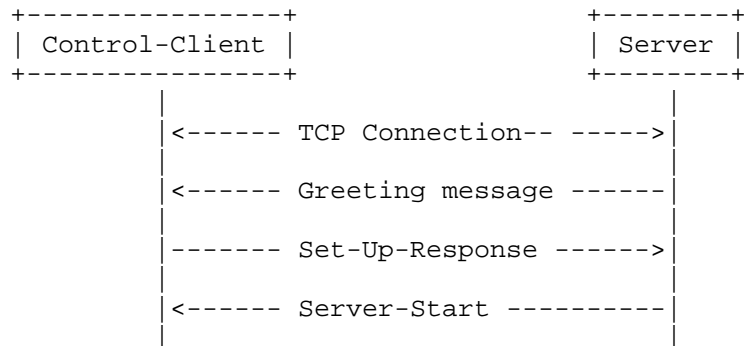 Control-Client Server
TCP Connection--
Greeting message
Set-Up-Response
Server-Start